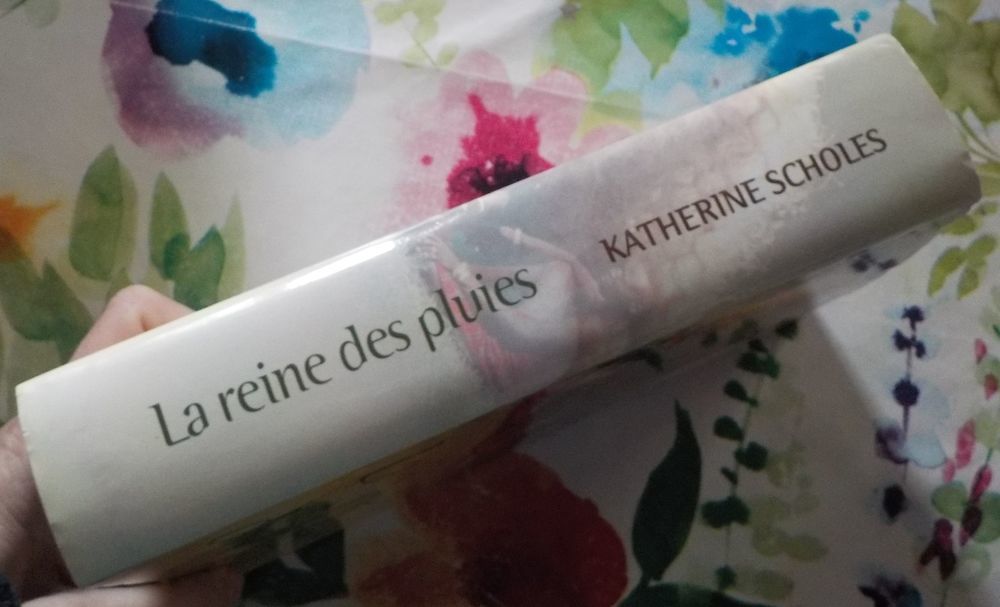 La reine des pluies
KATHERINE SCHOLES